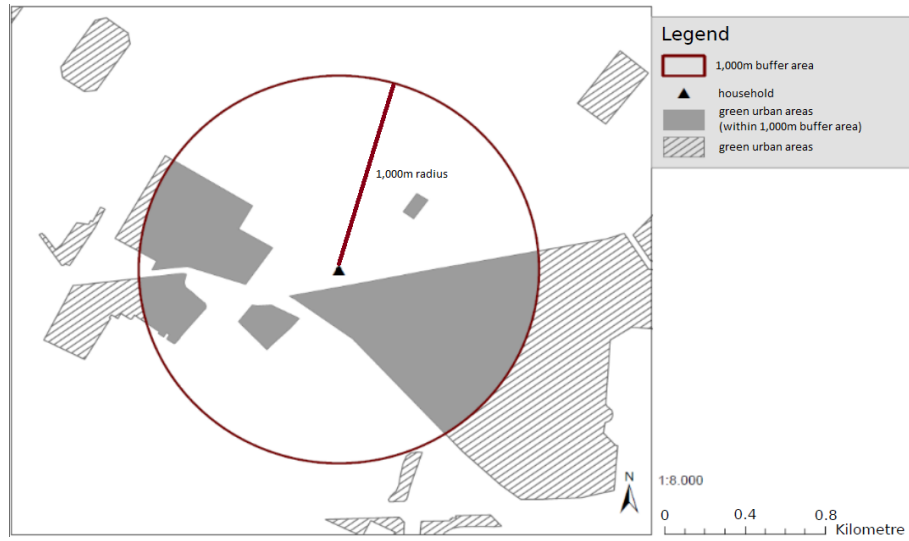 Legend
1,000m buffer area
household
green urban areas
(within 1,000m buffer area)
green urban areas
1,000m radius
N
1:8.000
0 0.4 0.8
Kilometre